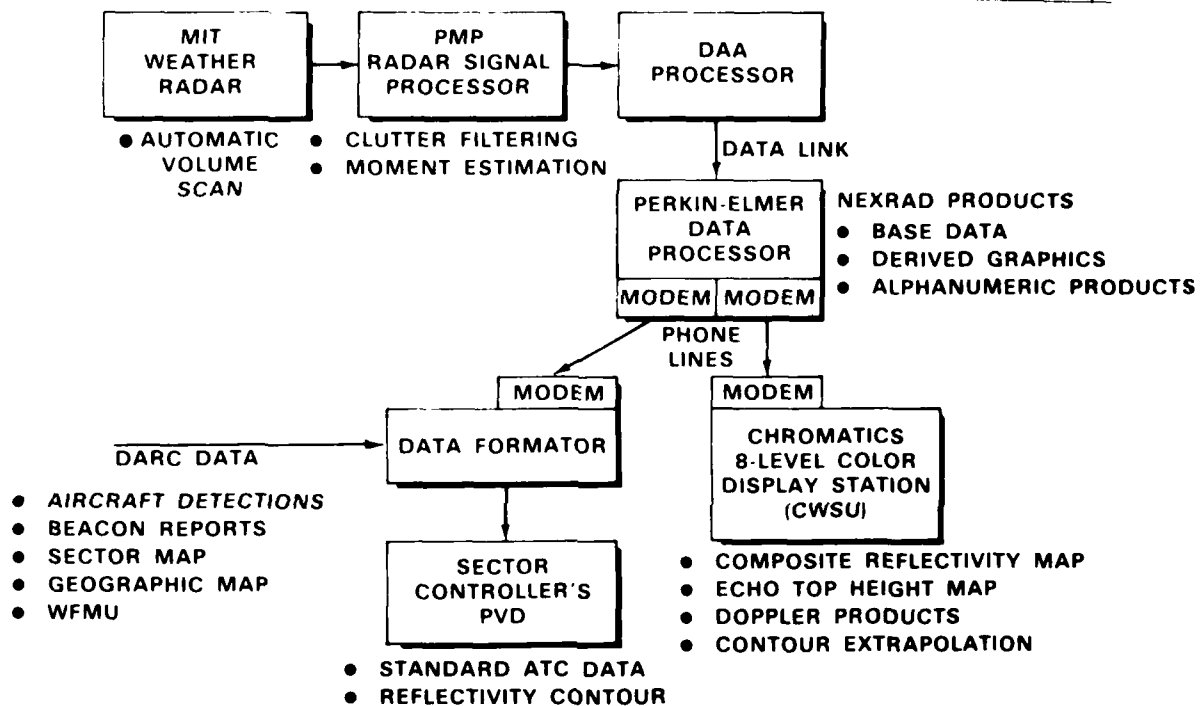 MIT
WEATHER
RADAR
PMP
RADAR SIGNAL
PROCESSOR
DAA
PROCESSOR
● AUTOMATIC
VOLUME
SCAN
● CLUTTER FILTERING
● MOMENT ESTIMATION
DATA LINK
PERKIN-ELMER
DATA
PROCESSOR
MODEM
MODEM
NEXRAD PRODUCTS
● BASE DATA
● DERIVED GRAPHICS
● ALPHANUMERIC PRODUCTS
PHONE
LINES
MODEM
DATA FORMATOR
MODEM
CHROMATICS
8-LEVEL COLOR
DISPLAY STATION
(CWSU)
DARC DATA
● AIRCRAFT DETECTIONS
● BEACON REPORTS
● SECTOR MAP
● GEOGRAPHIC MAP
● WFMU
SECTOR
CONTROLLER'S
PVD
● COMPOSITE REFLECTIVITY MAP
● ECHO TOP HEIGHT MAP
● DOPPLER PRODUCTS
● CONTOUR EXTRAPOLATION
● STANDARD ATC DATA
● REFLECTIVITY CONTOUR